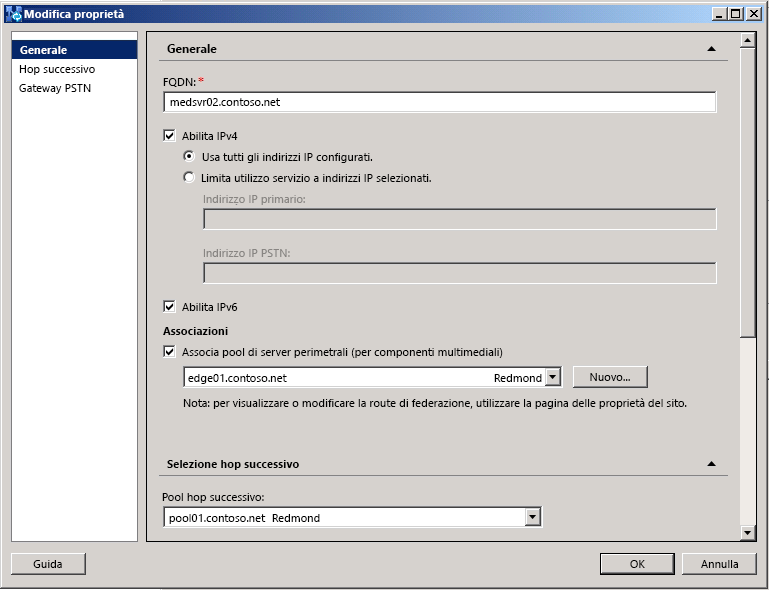 Modifica proprietà
Generale
Hop successivo
Gateway PSTN
Generale
FQDN: *
medsvr02.contoso.net
Abilita IPv4
Usa tutti gli indirizzi IP configurati.
Limita utilizzo servizio a indirizzi IP selezionati.
Indirizzo IP primario:
Indirizzo IP PSTN:
Abilita IPv6
Associazioni
Associa pool di server perimetrali (per componenti multimediali)
edge01.contoso.net Redmond
Nuovo...
Nota: per visualizzare o modificare la route di federazione, utilizzare la pagina delle proprietà del sito.
Selezione hop successivo
Pool hop successivo:
pool01.contoso.net Redmond
Guida
OK
Annulla